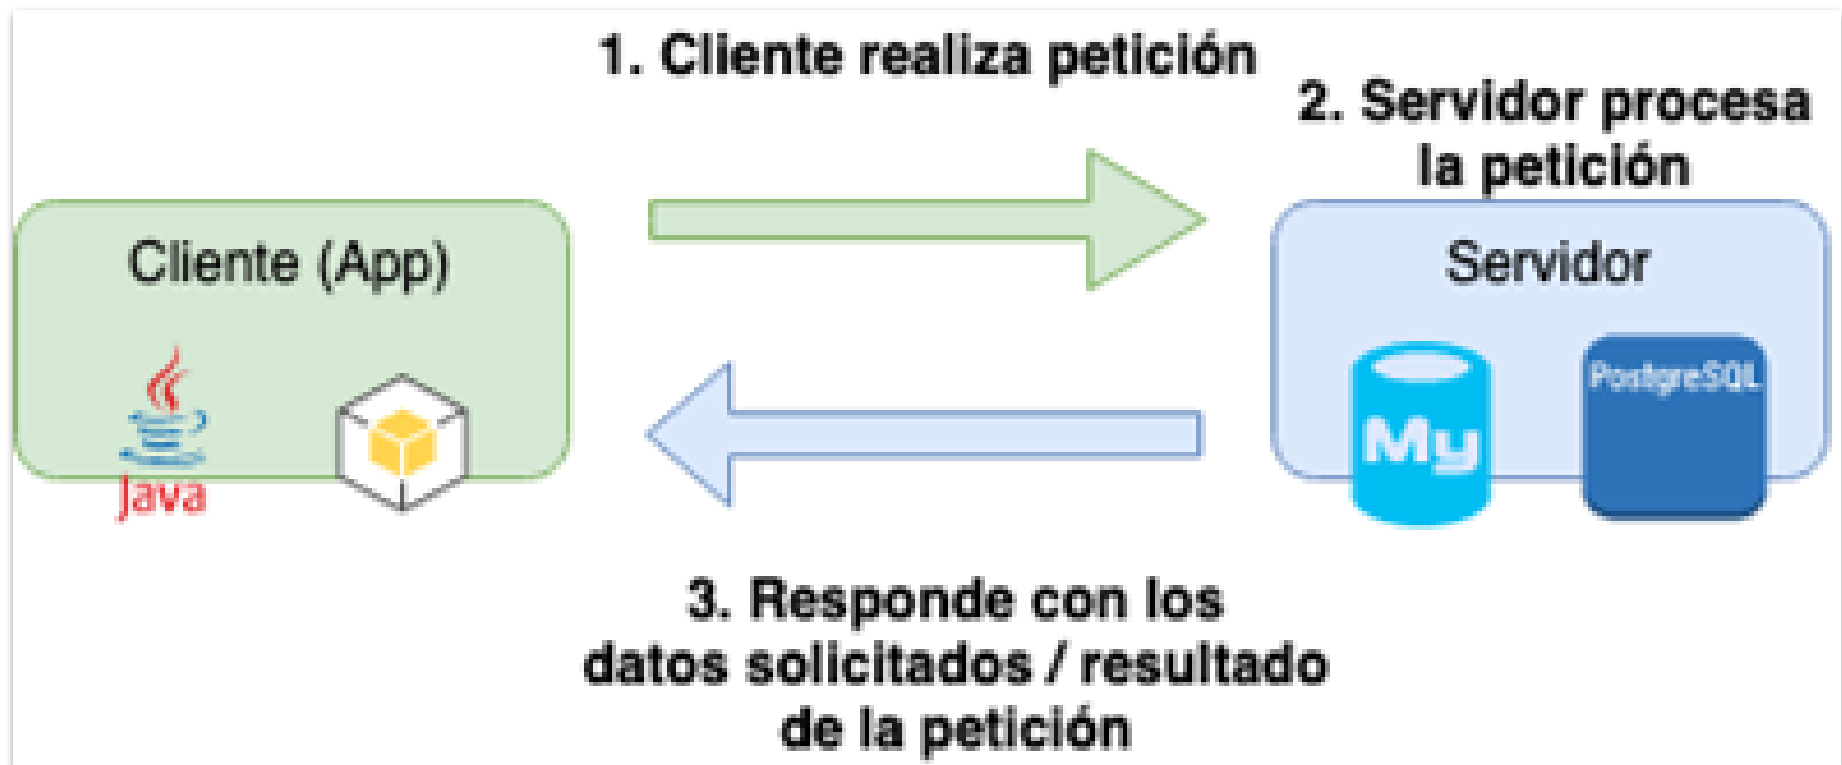 1. Cliente realiza petición
2. Servidor procesa
la petición
Cliente (App)
Servidor
Java
My
PostgreSQL
3. Responde con los
datos solicitados / resultado
de la petición